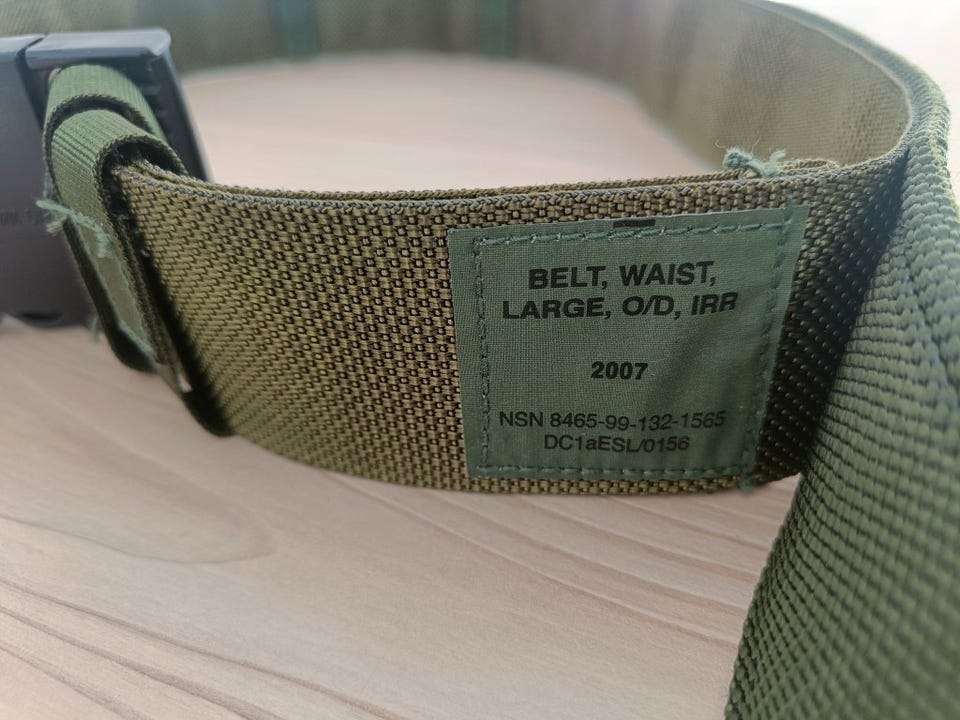 BELT, WAIST,
LARGE, O/D, IRR
2007
NSN 8465-99-132-1565
DC1aESL/0156